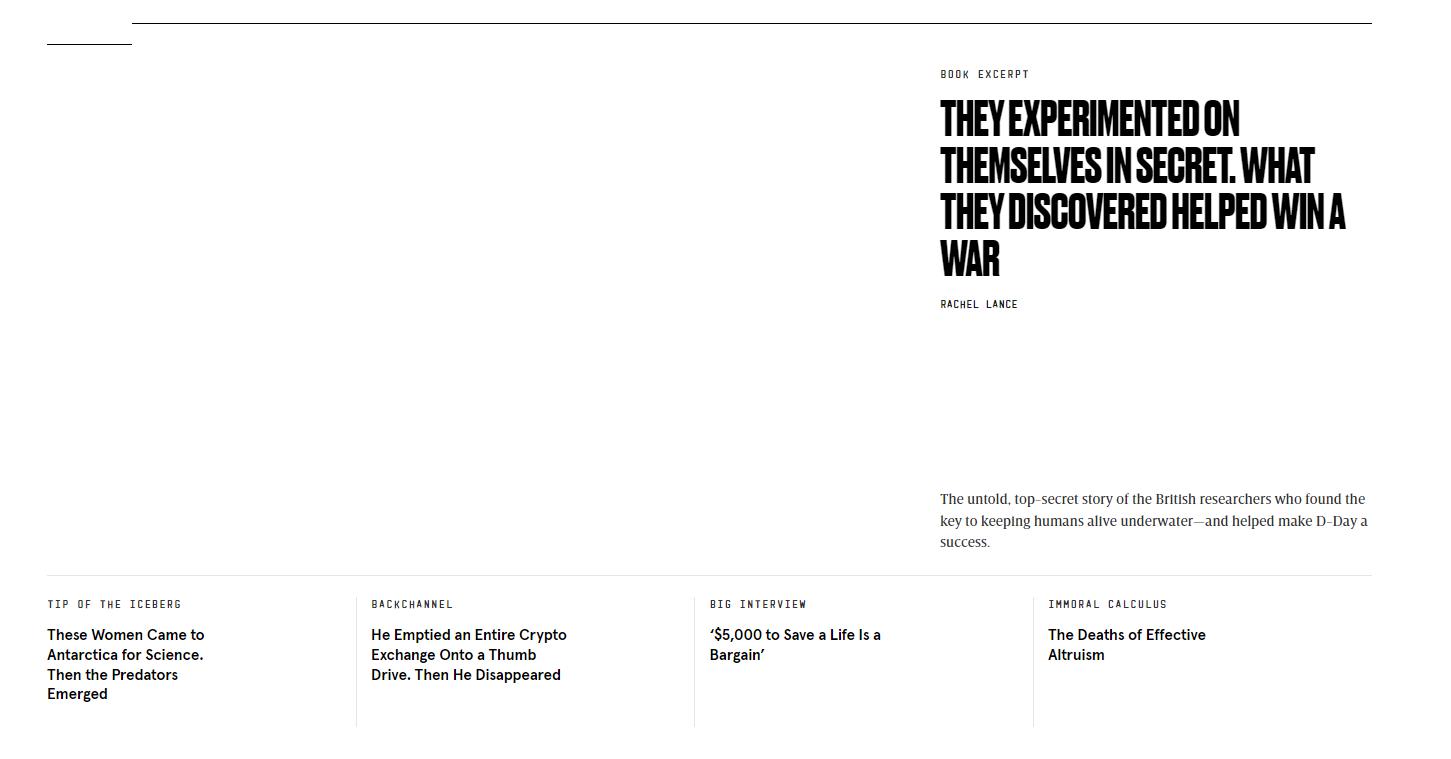 BOOK EXCERPT
THEY EXPERIMENTED ON
THEMSELVES IN SECRET. WHAT
THEY DISCOVERED HELPED WIN A
WAR
RACHEL LANCE
The untold, top-secret story of the British researchers who found the
key to keeping humans alive underwater—and helped make D-Day a
success.
TIP OF THE ICEBERG
These Women Came to
Antarctica for Science.
Then the Predators
Emerged
BACKCHANNEL
He Emptied an Entire Crypto
Exchange Onto a Thumb
Drive. Then He Disappeared
BIG INTERVIEW
‘$5,000 to Save a Life Is a
Bargain’
IMMORAL CALCULUS
The Deaths of Effective
Altruism